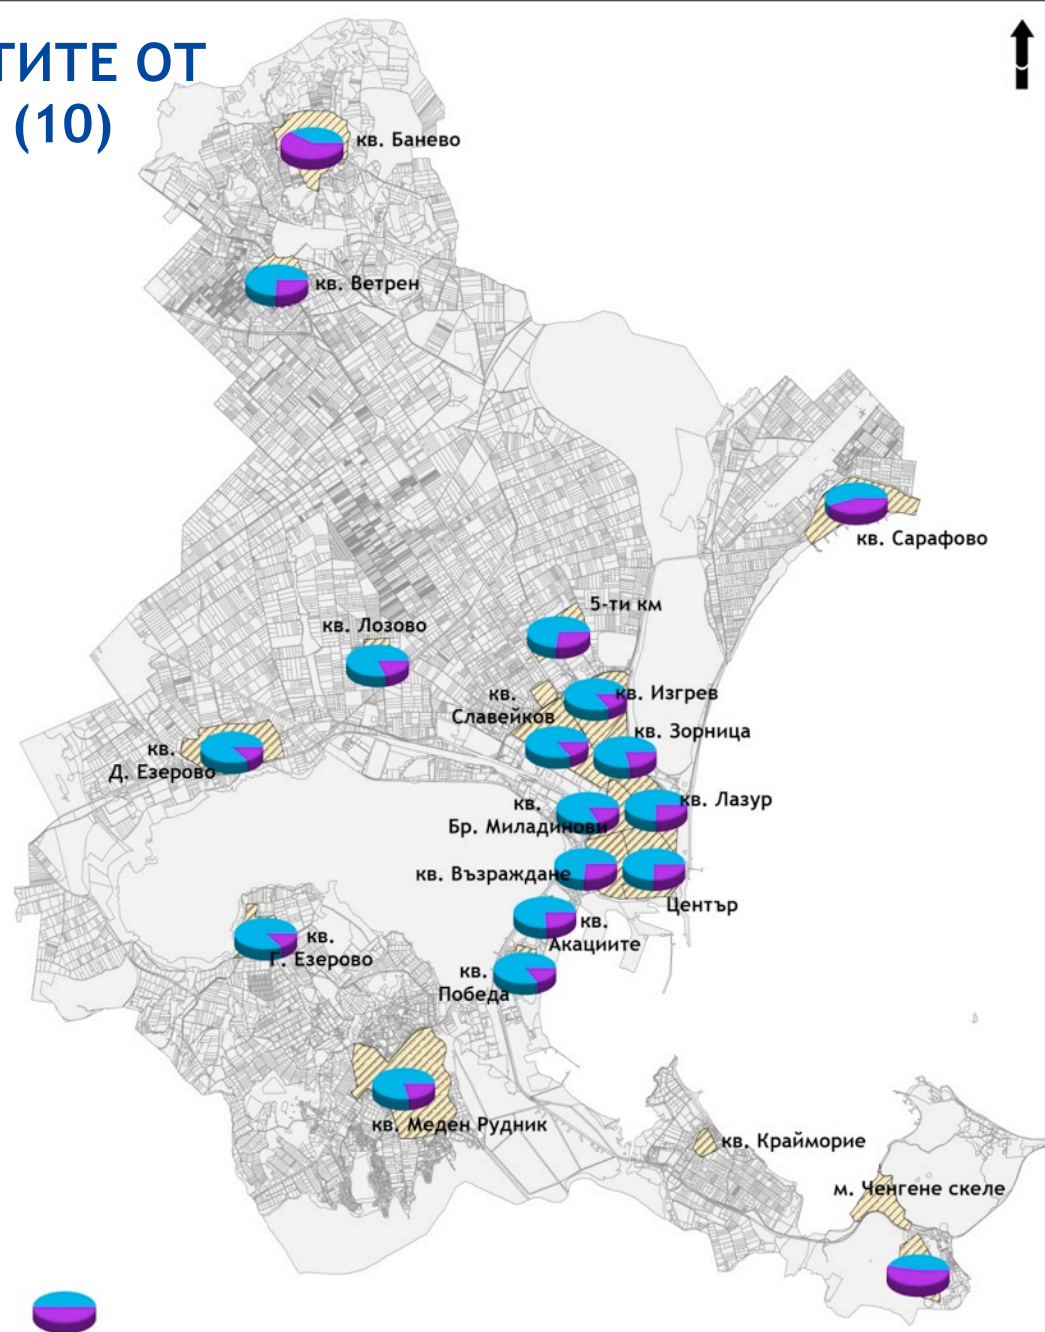 ТИТЕ ОТ
(10)
кв. Банево
кв. Ветрен
кв. Сарафово
5-ти км
кв. Лозово
кв. Изгрев
кв.
Славейков
кв. Зорница
кв.
Д. Езерово
кв. Лазур
кв.
Бр. Миладинови
кв. Възраждане
Център
кв.
Акациите
кв.
Г. Езерово
кв.
Победа
кв. Меден Рудник
кв. Крайморие
м. Ченгене скеле